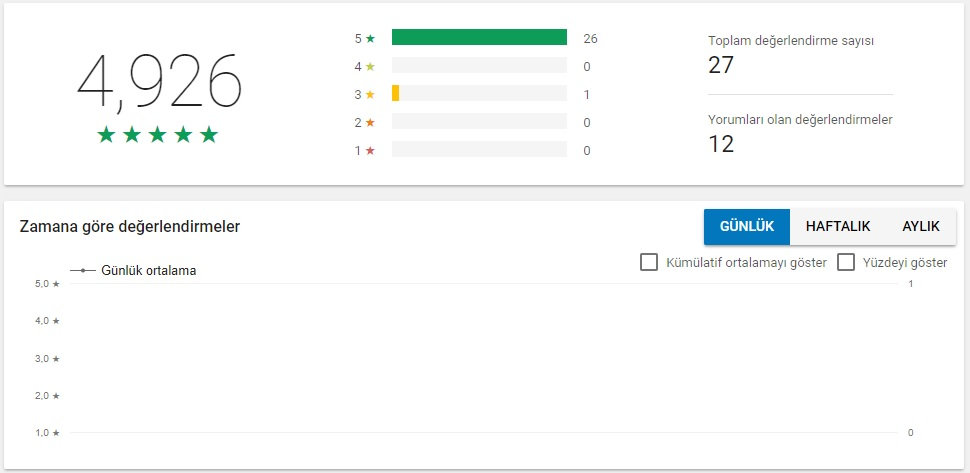 4,926
★★★★★
5 ★ 26
4 ★ 0
3 ★ 1
2 ★ 0
1 ★ 0
Toplam değerlendirme sayısı
27
Yorumları olan değerlendirmeler
12
Zamana göre değerlendirmeler
GÜNLÜK HAFTALIK AYLIK
Kümülatif ortalamayı göster Yüzdeyi göster
Günlük ortalama
5,0 ★ 1
4,0 ★
3,0 ★
2,0 ★
1,0 ★ 0